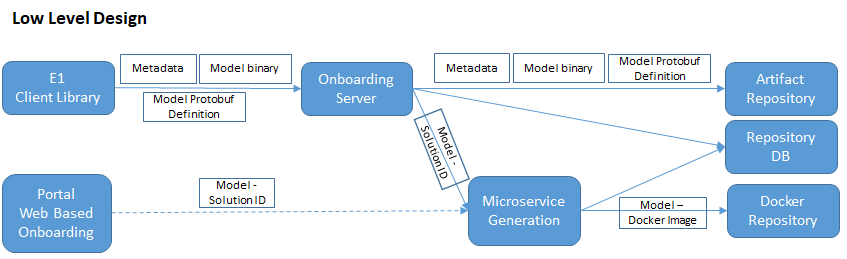 Low Level Design
E1
Client Library
Metadata
Model binary
Model Protobuf
Definition
Onboarding
Server
Metadata
Model binary
Model Protobuf
Definition
Artifact
Repository
Model -
Solution ID
Repository
DB
Portal
Web Based
Onboarding
Model -
Solution ID
Microservice
Generation
Model –
Docker Image
Docker
Repository